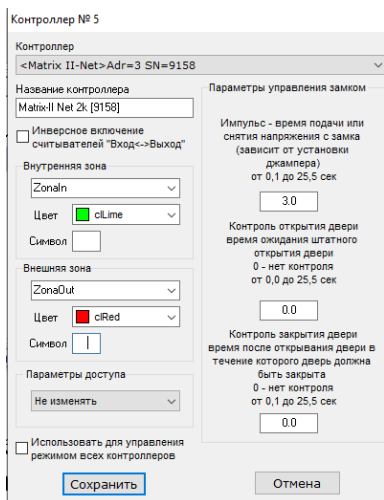 Контроллер № 5
Контроллер
<Matrix II-Net>Adr=3 SN=9158
Название контроллера
Matrix-II Net 2k [9158]
Инверсное включение
считывателей "Вход<->Выход"
Внутренняя зона
ZonaIn
Цвет clLime
Символ
Внешняя зона
ZonaOut
Цвет clRed
Символ
Параметры доступа
Не изменять
Использовать для управления
режимом всех контроллеров
Параметры управления замком
Импульс - время подачи или
снятия напряжения с замка
(зависит от установки
джампера)
от 0,1 до 25,5 сек
3.0
Контроль открытия двери
время ожидания штатного
открытия двери
0 - нет контроля
от 0,0 до 25,5 сек
0.0
Контроль закрытия двери
время после открывания двери в
течение которого дверь должна
быть закрыта
0 - нет контроля
от 0,1 до 25,5 сек
0.0
Сохранить
Отмена